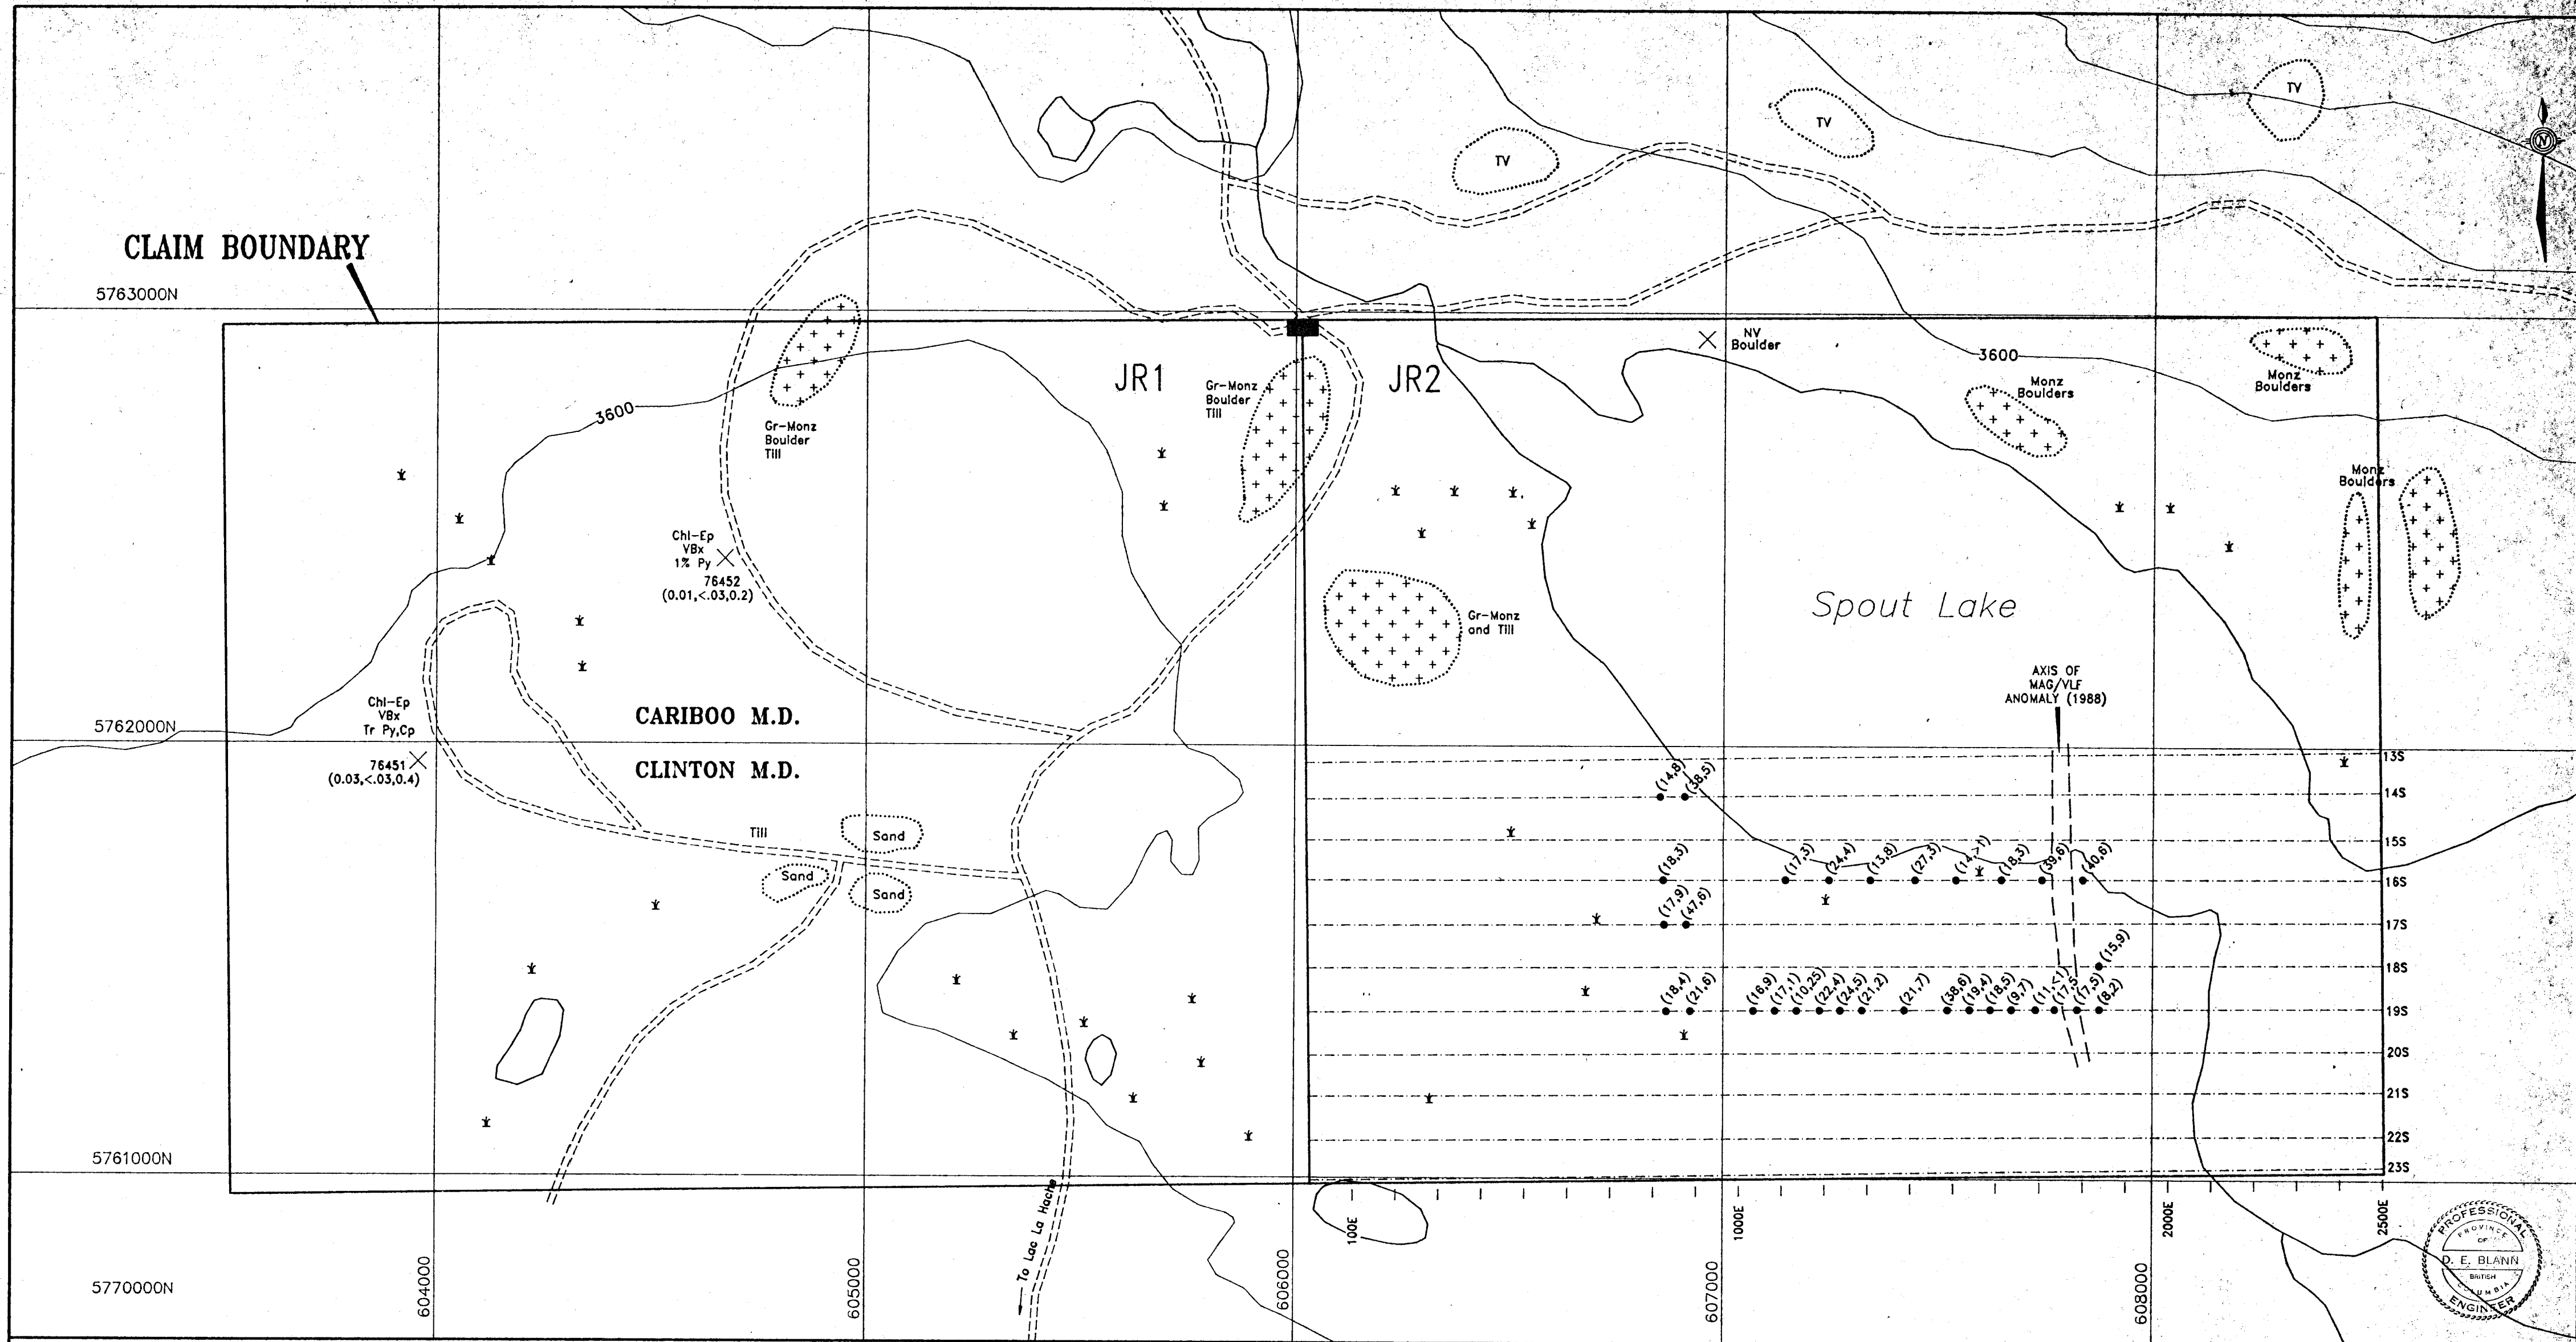 TV
TV
TV
N
CLAIM BOUNDARY
5763000N
NV
Boulder
3600
JR1
JR2
Gr-Monz
Boulder
Till
Monz
Boulders
Monz
Boulders
3600
Gr-Monz
Boulder
Till
Monz
Boulders
Chl-Ep
VBx
1% Py
76452
(0.01,<.03,0.2)
Spout Lake
Gr-Monz
and Till
AXIS OF
MAG/VLF
ANOMALY (1988)
Chl-Ep
VBx
Tr Py,Cp
CARIBOO M.D.
5762000N
76451
(0.03,<.03,0.4)
CLINTON M.D.
13S
(14,8)
(38,5)
14S
Till
Sand
15S
Sand
Sand
(18,3)
(17,3)
(24,4)
(13,8)
(27,3)
(14,>1)
(18,3)
(39,6)
(40,6)
16S
(17,9)
(47,6)
17S
(15,9)
18S
(18,4)
(21,6)
(16,9)
(17,1)
(10,25)
(22,4)
(24,5)
(21,2)
(21,7)
(38,6)
(19,4)
(18,5)
(9,7)
(11,<1)
(17,5
(17,5)
(8,2)
19S
20S
21S
22S
5761000N
23S
To Lac La Hache
100E
1000E
2000E
2500E
5770000N
604000
605000
606000
607000
608000
PROFESSIONAL
PROVINCE
OF
D. E. BLANN
BRITISH
COLUMBIA
ENGINEER